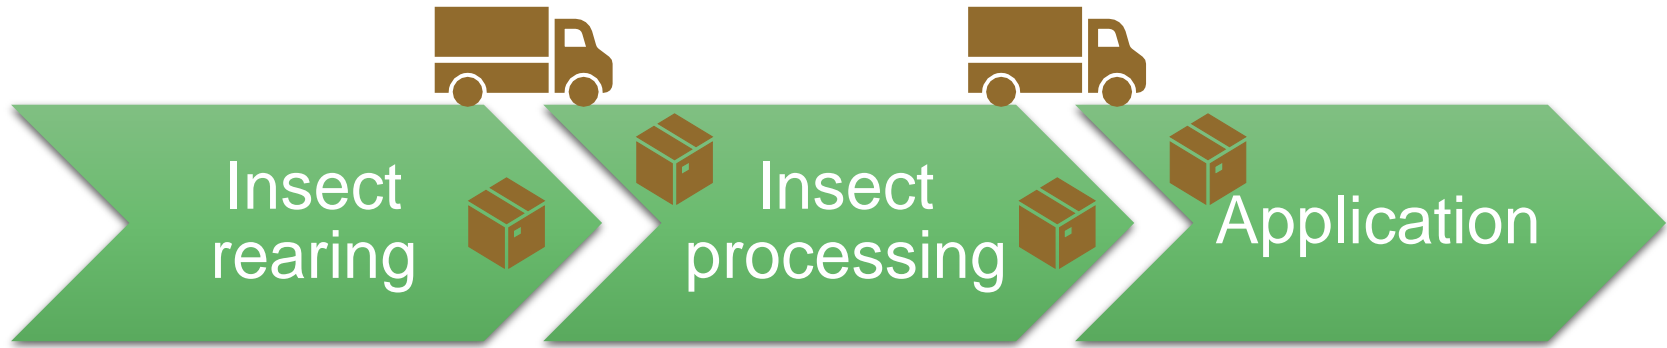 Insect
rearing
Insect
processing
Application